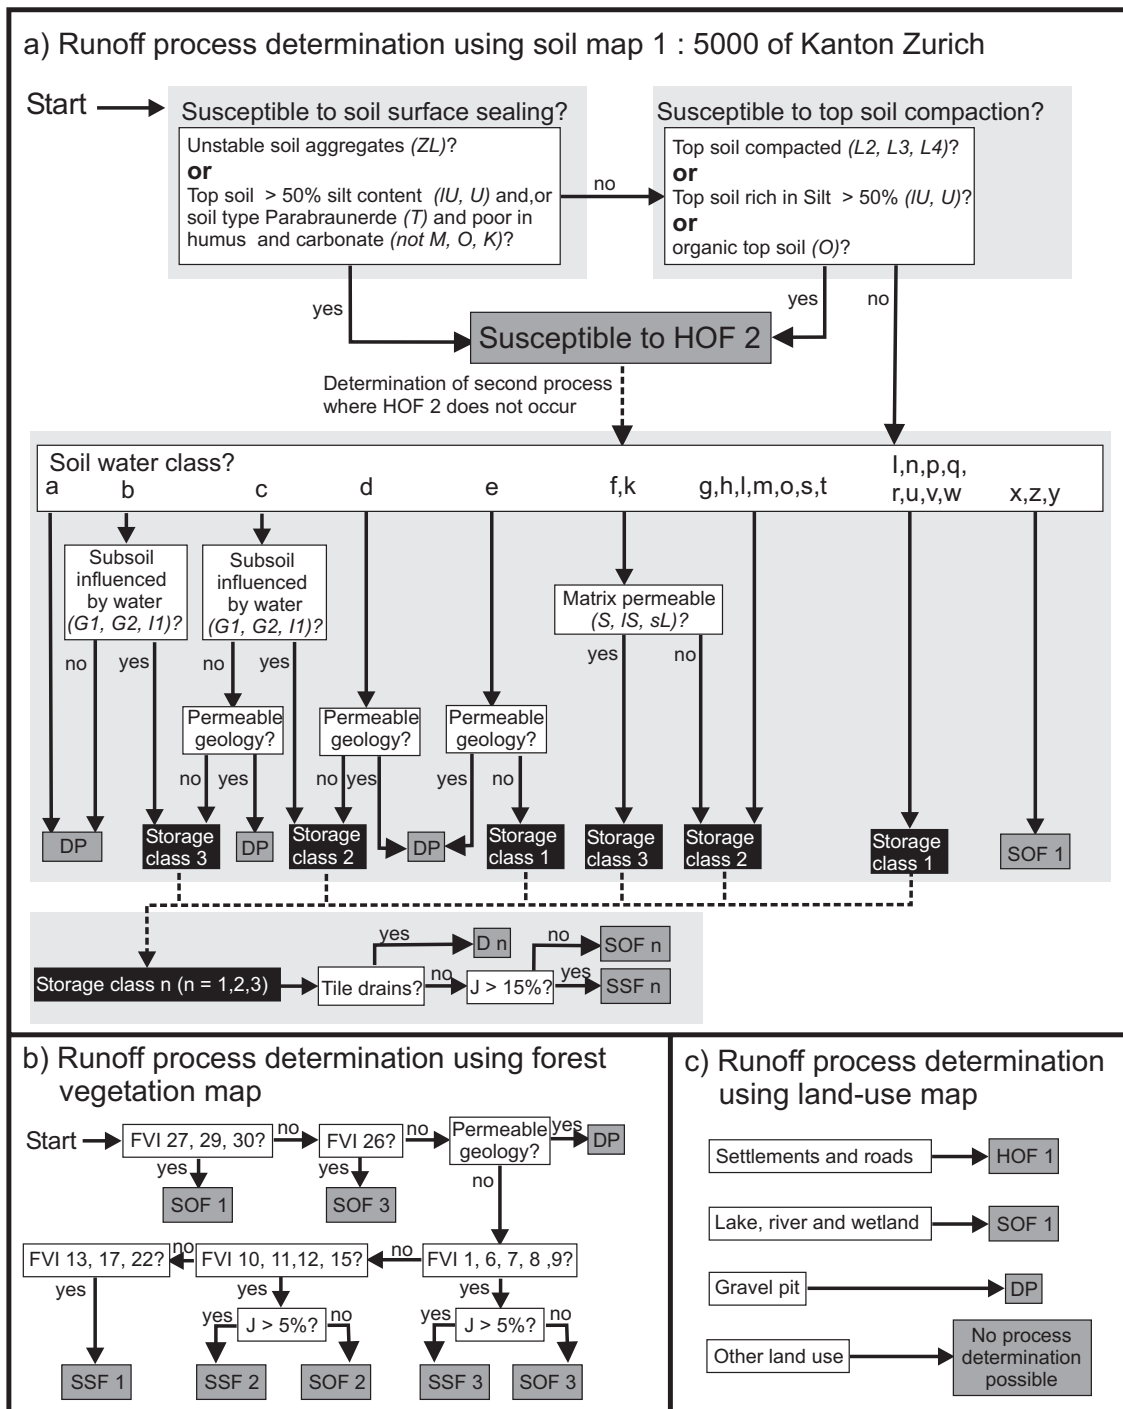 a) Runoff process determination using soil map 1 : 5000 of Kanton Zurich
Start
Susceptible to soil surface sealing?
Unstable soil aggregates (ZL)?
or
Top soil > 50% silt content (IU, U) and,or
soil type Parabraunerde (T) and poor in
humus and carbonate (not M, O, K)?
no
Susceptible to top soil compaction?
Top soil compacted (L2, L3, L4)?
or
Top soil rich in Silt > 50% (IU, U)?
or
organic top soil (O)?
yes
yes
no
Susceptible to HOF 2
Determination of second process
where HOF 2 does not occur
Soil water class?
a
b
c
d
e
f,k
g,h,l,m,o,s,t
l,n,p,q,
r,u,v,w
x,z,y
Subsoil
influenced
by water
(G1, G2, I1)?
Subsoil
influenced
by water
(G1, G2, I1)?
Matrix permeable
(S, IS, sL)?
no
yes
no
yes
yes
no
Permeable
geology?
Permeable
geology?
Permeable
geology?
no
yes
no
yes
yes
no
DP
Storage
class 3
DP
Storage
class 2
DP
Storage
class 1
Storage
class 3
Storage
class 2
Storage
class 1
SOF 1
Storage class n (n = 1,2,3)
Tile drains?
yes
D n
no
J > 15%?
no
SOF n
yes
SSF n
b) Runoff process determination using forest
vegetation map
Start
FVI 27, 29, 30?
no
FVI 26?
no
Permeable
geology?
yes
DP
yes
SOF 1
yes
SOF 3
no
FVI 13, 17, 22?
no
FVI 10, 11,12, 15?
no
FVI 1, 6, 7, 8 ,9?
yes
yes
yes
yes
J > 5%?
no
yes
J > 5%?
no
SSF 1
SSF 2
SOF 2
SSF 3
SOF 3
c) Runoff process determination
using land-use map
Settlements and roads
HOF 1
Lake, river and wetland
SOF 1
Gravel pit
DP
Other land use
No process
determination
possible